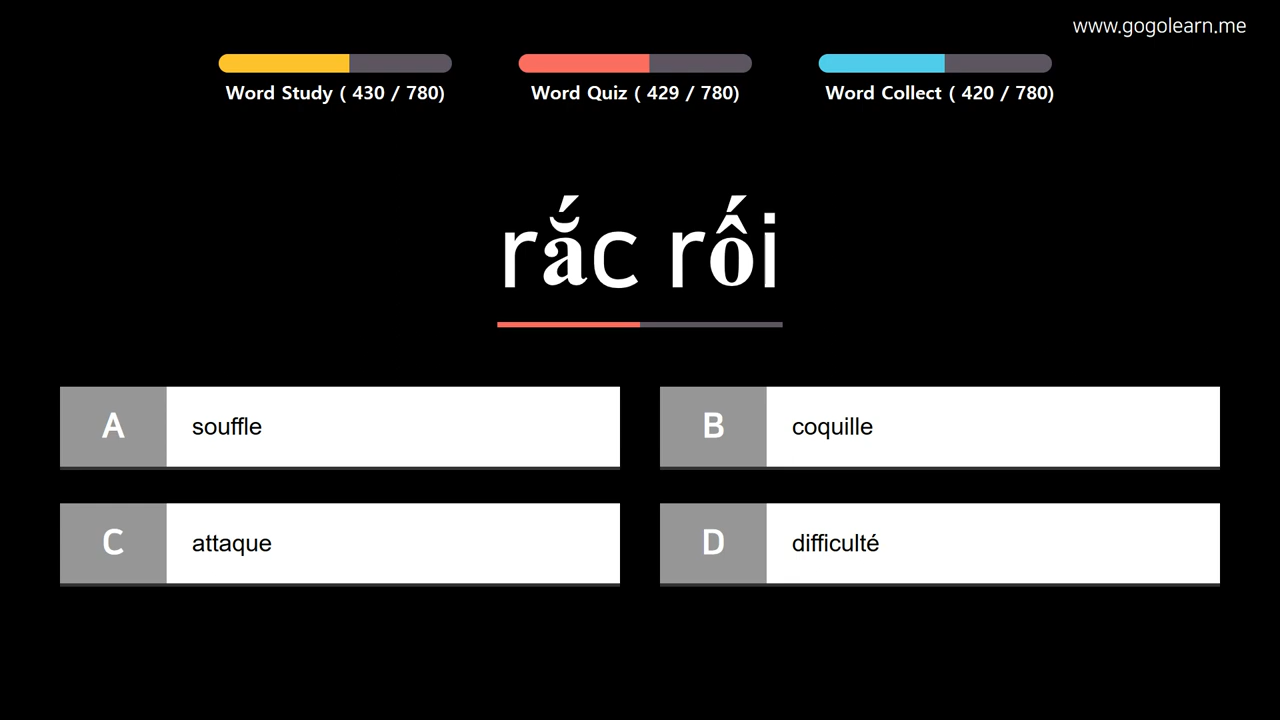 www.gogolearn.me
Word Study ( 430 / 780)
Word Quiz ( 429 / 780)
Word Collect ( 420 / 780)
rắc rối
A souffle
B coquille
C attaque
D difficulté